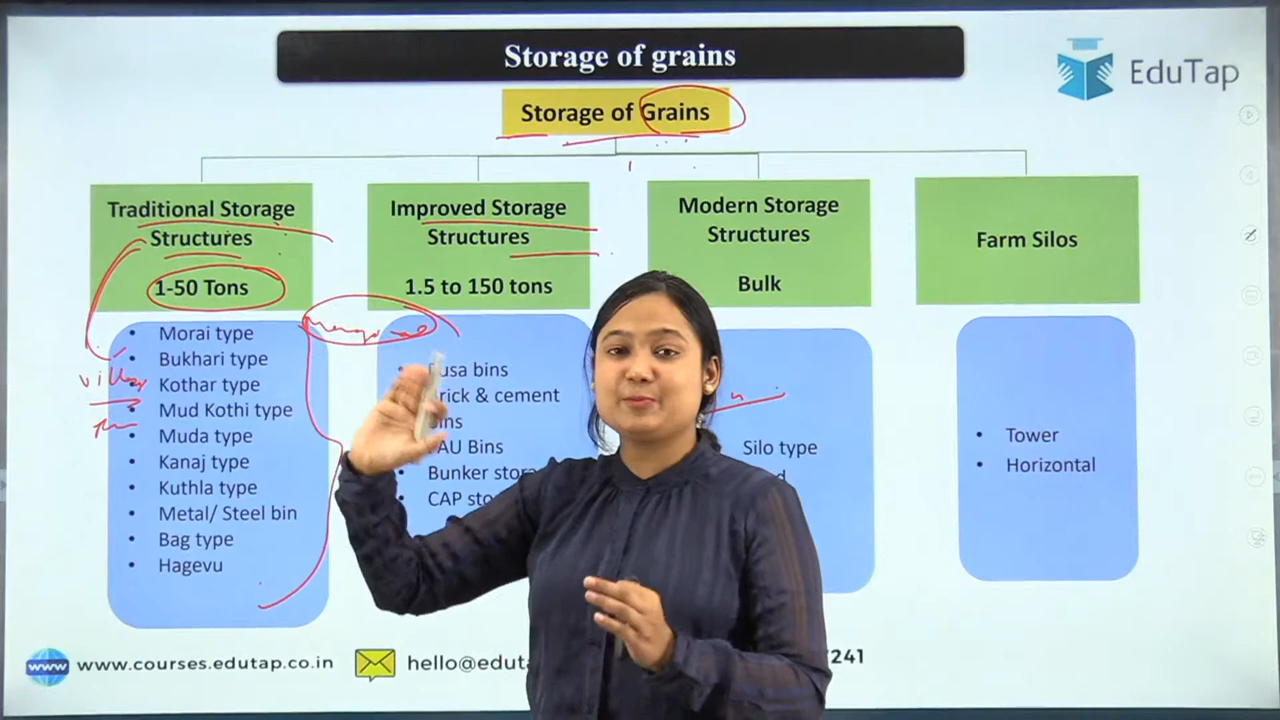 Storage of grains
EduTap
Storage of Grains
Traditional Storage
Structures
1-50 Tons
Improved Storage
Structures
1.5 to 150 tons
Modern Storage
Structures
Bulk
Farm Silos
• Morai type
• Bukhari type
• Kothar type
• Mud Kothi type
• Muda type
• Kanaj type
• Kuthla type
• Metal/ Steel bin
• Bag type
• Hagevu
usa bins
rick & cement
ins
AU Bins
• Bunker stor
• CAP sto
Silo type
• Tower
• Horizontal
www www.courses.edutap.co.in
hello@edut
241